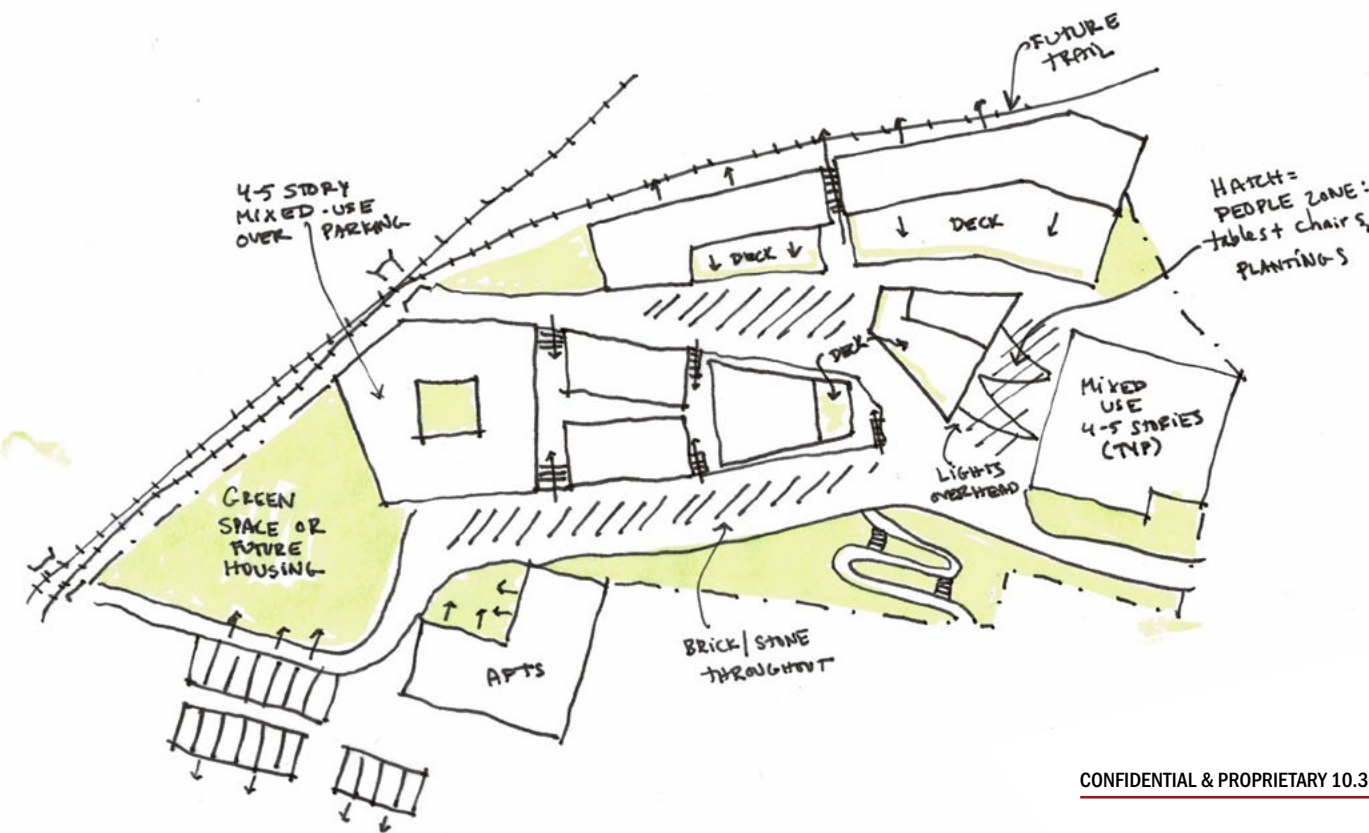 FUTURE
TRAIL
4-5 STORY
MIXED-USE
OVER PARKING
HATCH =
PEOPLE ZONE:
tables + chairs,
PLANTINGS
DECK
DECK
DECK
MIXED
USE
4-5 STORIES
(TYP)
LIGHTS
OVERHEAD
GREEN
SPACE OR
FUTURE
HOUSING
BRICK/STONE
THROUGHOUT
APTS
CONFIDENTIAL & PROPRIETARY 10.3